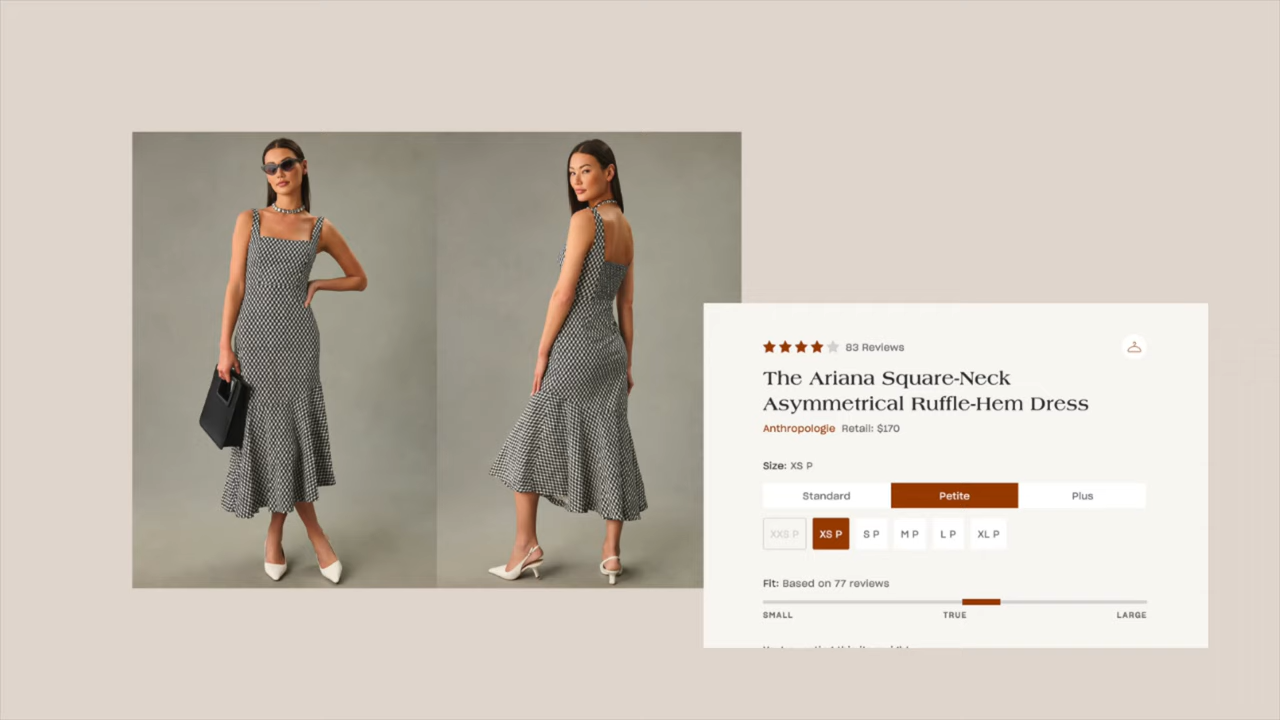 83 Reviews
The Ariana Square-Neck
Asymmetrical Ruffle-Hem Dress
Anthropologie Retail: $170
Size: XS P
Standard Petite Plus
XXS P XS P S P M P L P XL P
Fit: Based on 77 reviews
SMALL TRUE LARGE